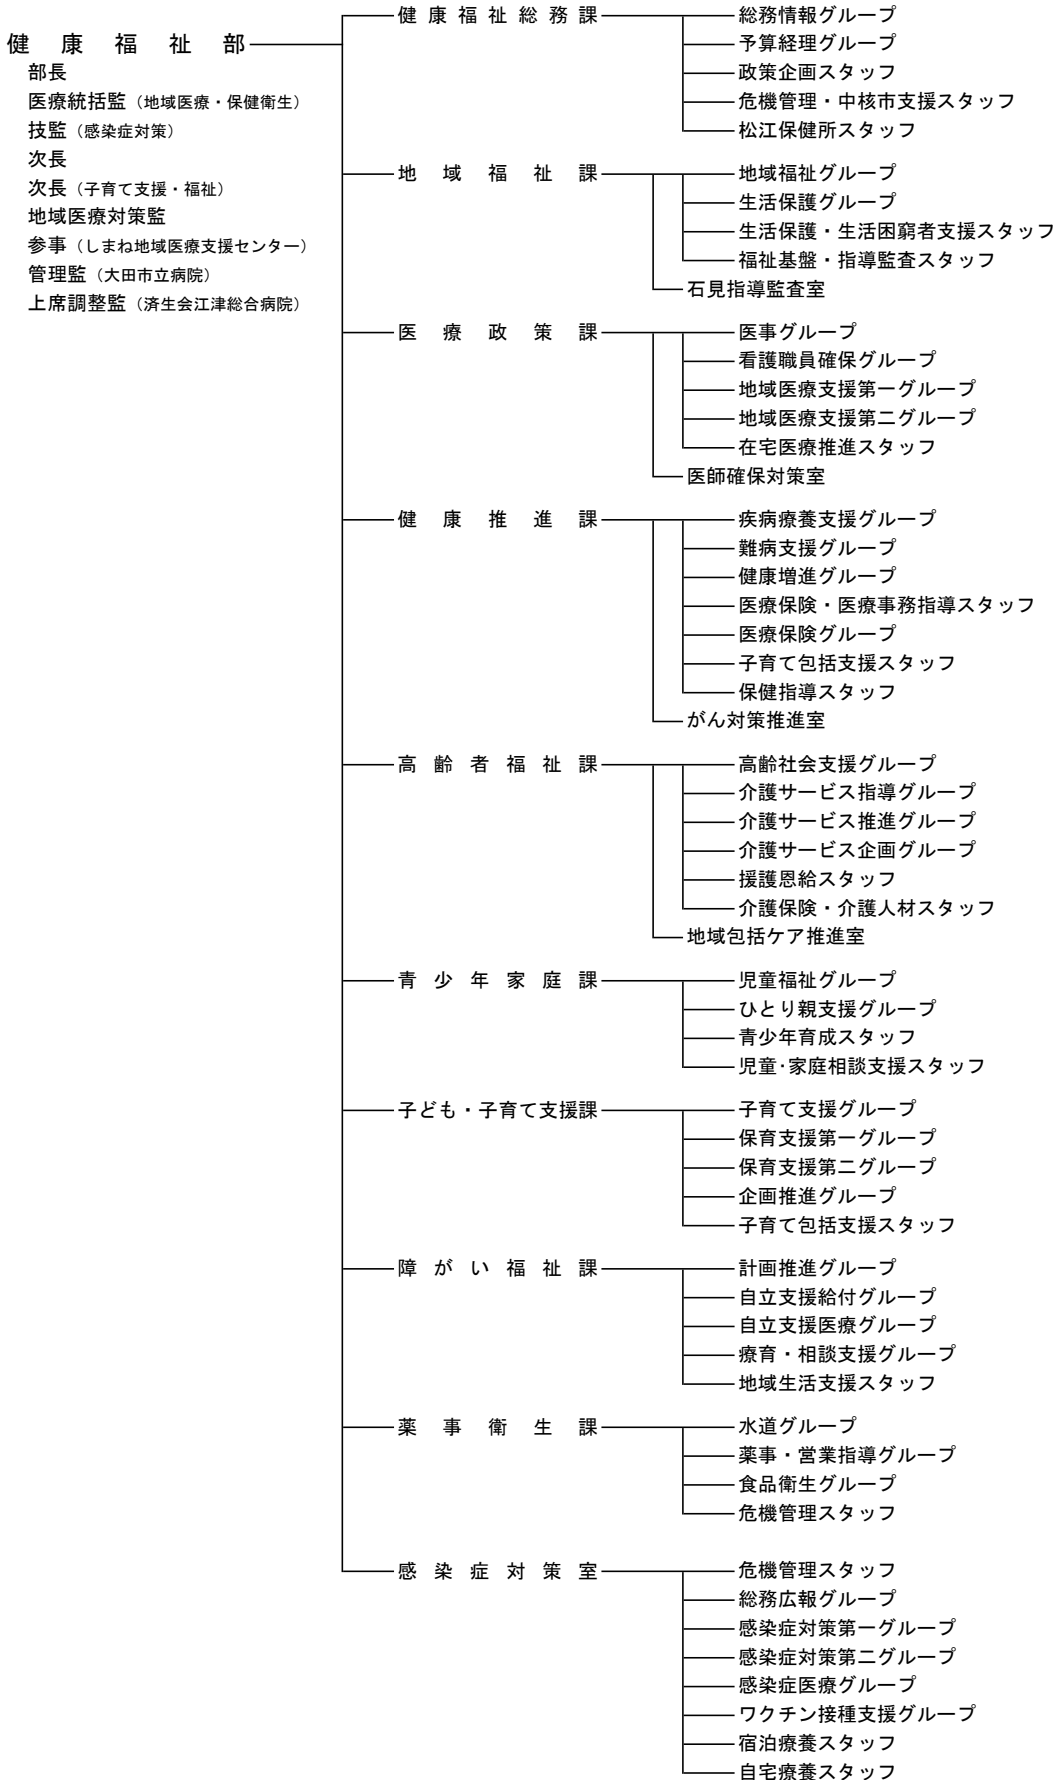 健康福祉部
部長
医療統括監（地域医療・保健衛生）
技監（感染症対策）
次長
次長（子育て支援・福祉）
地域医療対策監
参事（しまね地域医療支援センター）
管理監（大田市立病院）
上席調整監（済生会江津総合病院）
健康福祉総務課
総務情報グループ
予算経理グループ
政策企画スタッフ
危機管理・中核市支援スタッフ
松江保健所スタッフ
地域福祉課
地域福祉グループ
生活保護グループ
生活保護・生活困窮者支援スタッフ
福祉基盤・指導監査スタッフ
石見指導監査室
医療政策課
医事グループ
看護職員確保グループ
地域医療支援第一グループ
地域医療支援第二グループ
在宅医療推進スタッフ
医師確保対策室
健康推進課
疾病療養支援グループ
難病支援グループ
健康増進グループ
医療保険・医療事務指導スタッフ
医療保険グループ
子育て包括支援スタッフ
保健指導スタッフ
がん対策推進室
高齢者福祉課
高齢社会支援グループ
介護サービス指導グループ
介護サービス推進グループ
介護サービス企画グループ
援護恩給スタッフ
介護保険・介護人材スタッフ
地域包括ケア推進室
青少年家庭課
児童福祉グループ
ひとり親支援グループ
青少年育成スタッフ
児童・家庭相談支援スタッフ
子ども・子育て支援課
子育て支援グループ
保育支援第一グループ
保育支援第二グループ
企画推進グループ
子育て包括支援スタッフ
障がい福祉課
計画推進グループ
自立支援給付グループ
自立支援医療グループ
療育・相談支援グループ
地域生活支援スタッフ
薬事衛生課
水道グループ
薬事・営業指導グループ
食品衛生グループ
危機管理スタッフ
感染症対策室
危機管理スタッフ
総務広報グループ
感染症対策第一グループ
感染症対策第二グループ
感染症医療グループ
ワクチン接種支援グループ
宿泊療養スタッフ
自宅療養スタッフ